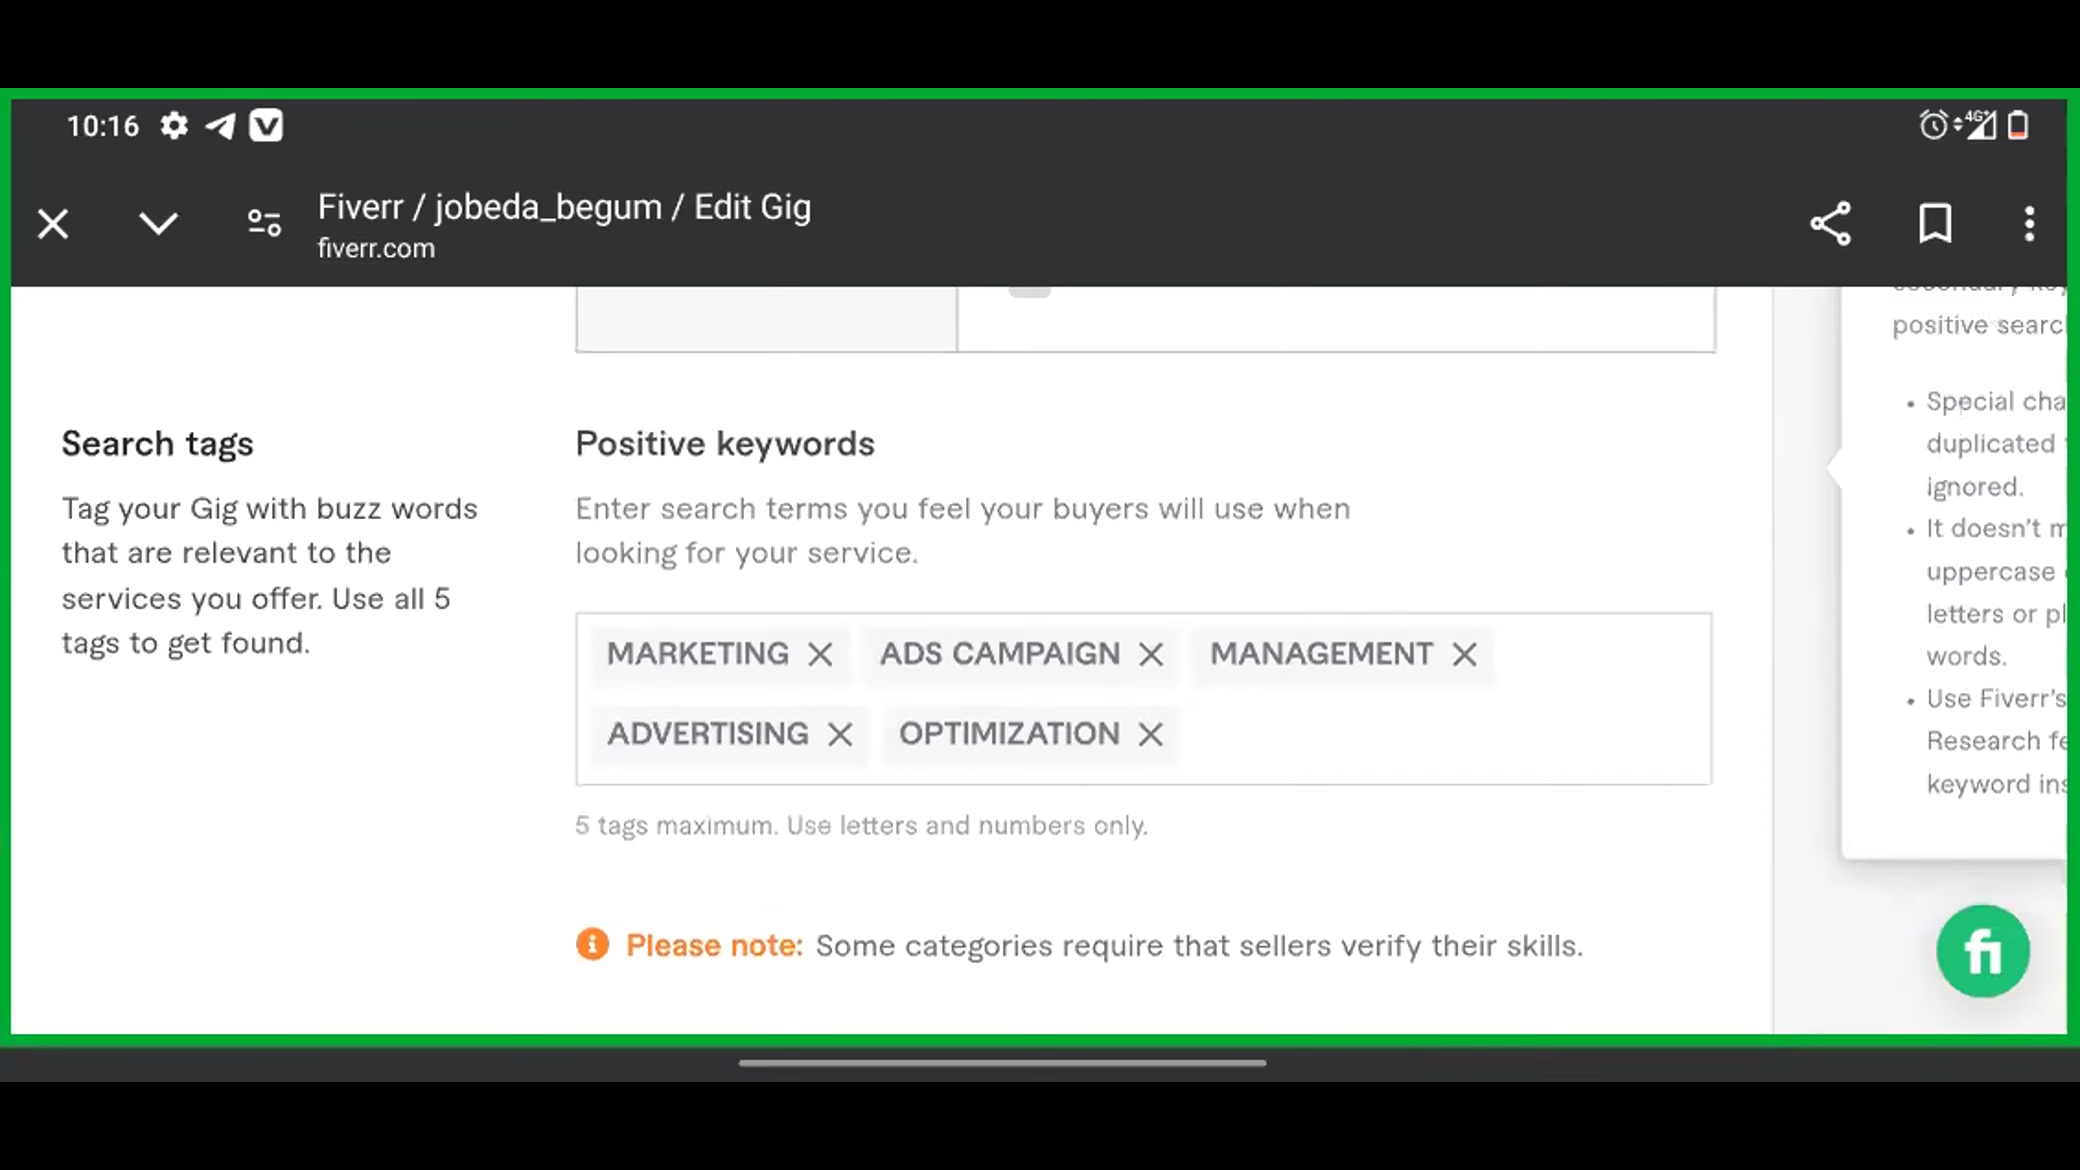 10:16
4G+
Fiverr / jobeda_begum / Edit Gig
fiverr.com
positive searc
Search tags
Tag your Gig with buzz words
that are relevant to the
services you offer. Use all 5
tags to get found.
Positive keywords
Enter search terms you feel your buyers will use when
looking for your service.
MARKETING
ADS CAMPAIGN
MANAGEMENT
ADVERTISING
OPTIMIZATION
5 tags maximum. Use letters and numbers only.
Please note: Some categories require that sellers verify their skills.
• Special cha
duplicated
ignored.
• It doesn't m
uppercase
letters or pl
words.
• Use Fiverr's
Research fe
keyword ins
fi